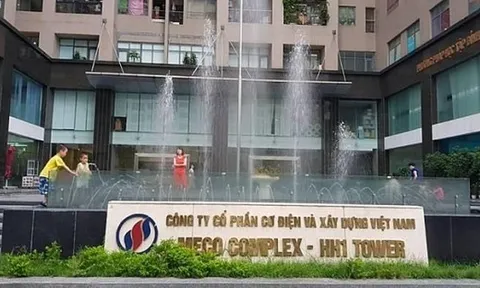 CÔNG TY CỔ PHẦN CƠ ĐIỆN VÀ XÂY DỰNG VIỆT NAM
MECO COMPLEX - HH1 TOWER